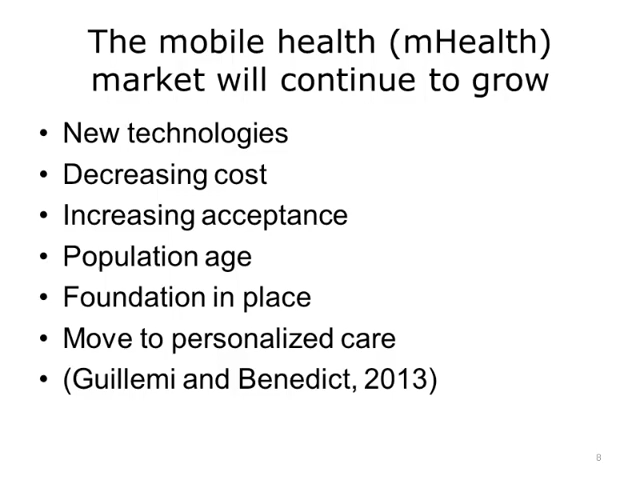 The mobile health (mHealth)
market will continue to grow
• New technologies
• Decreasing cost
• Increasing acceptance
• Population age
• Foundation in place
• Move to personalized care
• (Guillemi and Benedict, 2013)
8